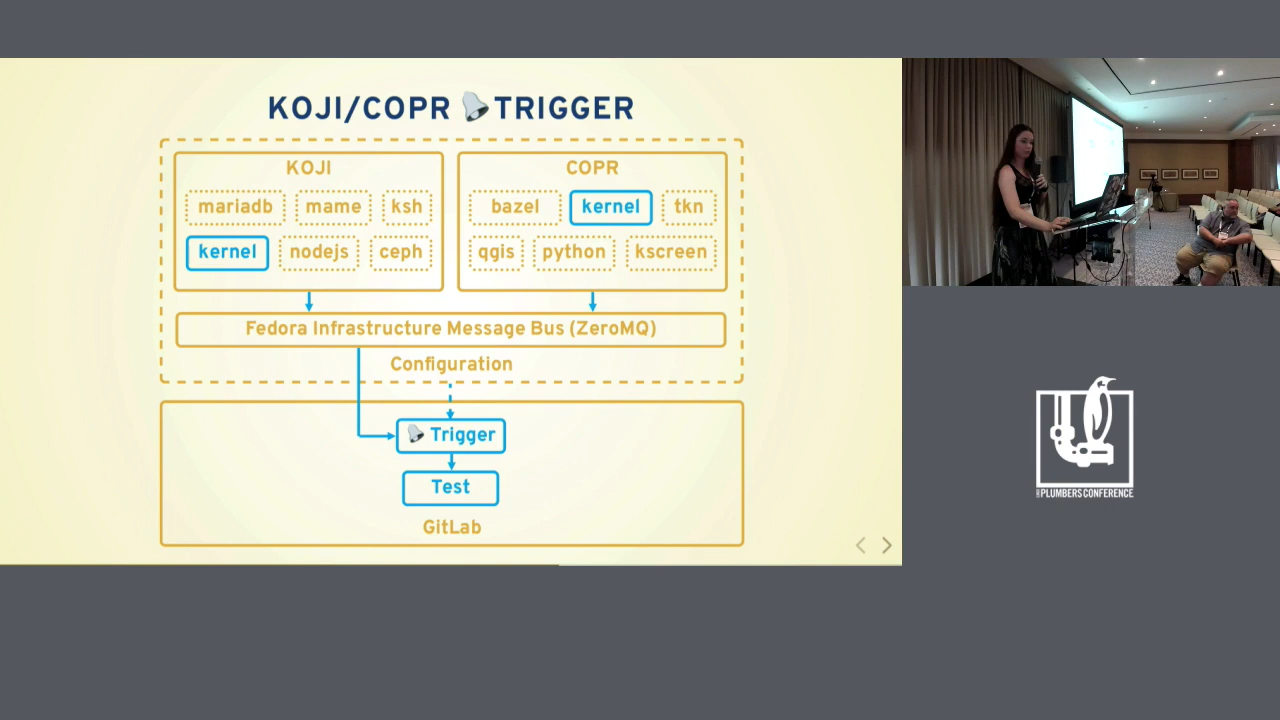 KOJI/COPR TRIGGER
KOJI
mariadb mame ksh
kernel nodejs ceph
COPR
bazel kernel tkn
qgis python kscreen
Fedora Infrastructure Message Bus (ZeroMQ)
Configuration
Trigger
Test
GitLab
PLUMBERS CONFERENCE